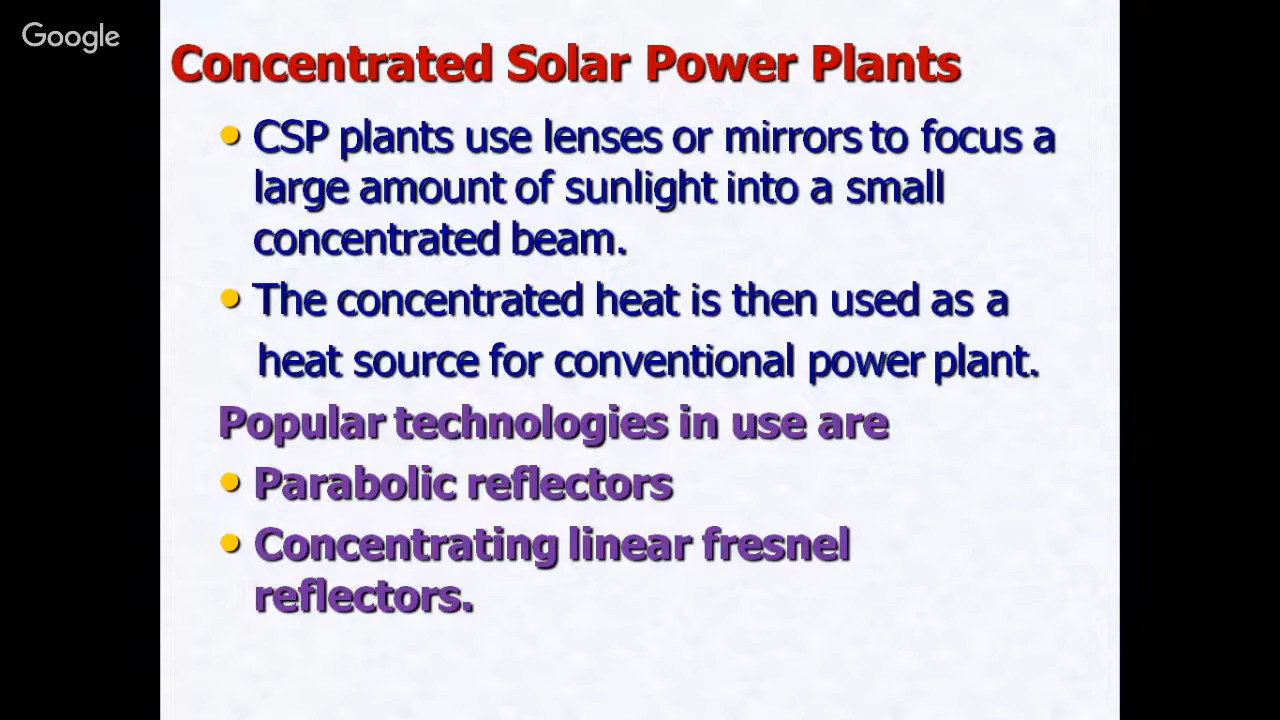 Google
Concentrated Solar Power Plants
• CSP plants use lenses or mirrors to focus a
large amount of sunlight into a small
concentrated beam.
• The concentrated heat is then used as a
heat source for conventional power plant.
Popular technologies in use are
• Parabolic reflectors
• Concentrating linear fresnel
reflectors.